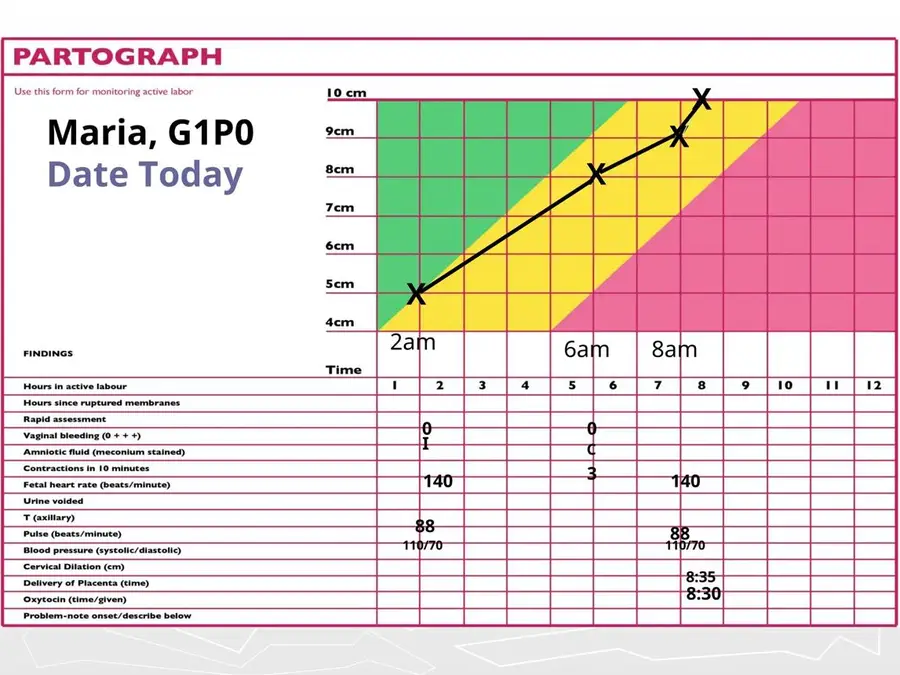 PARTOGRAPH
Use this form for monitoring active labor
Maria, G1P0
Date Today
10 cm
X
9cm
X
8cm
X
7cm
6cm
5cm
X
4cm
2am
6am
8am
FINDINGS
Time
Hours in active labour 1 2 3 4 5 6 7 8 9 10 11 12
Hours since ruptured membranes
Rapid assessment
Vaginal bleeding (0 + + +) 0 0
Amniotic fluid (meconium stained) I C
Contractions in 10 minutes 3
Fetal heart rate (beats/minute) 140 140
Urine voided
T (axillary)
Pulse (beats/minute) 88 88
Blood pressure (systolic/diastolic) 110/70 110/70
Cervical Dilation (cm)
Delivery of Placenta (time) 8:35
Oxytocin (time/given) 8:30
Problem-note onset/describe below